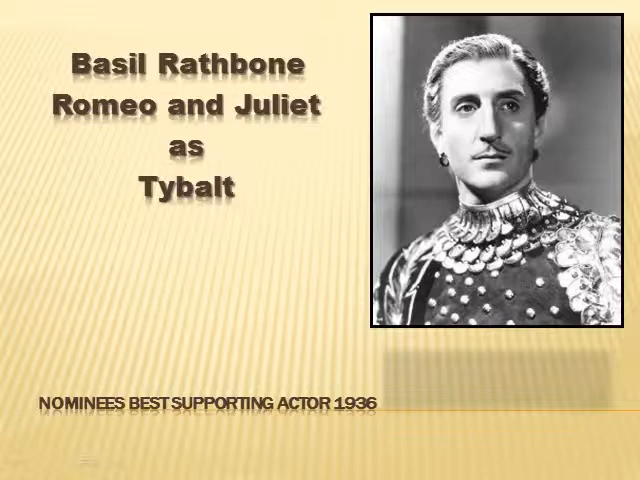 Basil Rathbone
Romeo and Juliet
as
Tybalt
NOMINEES BEST SUPPORTING ACTOR 1936